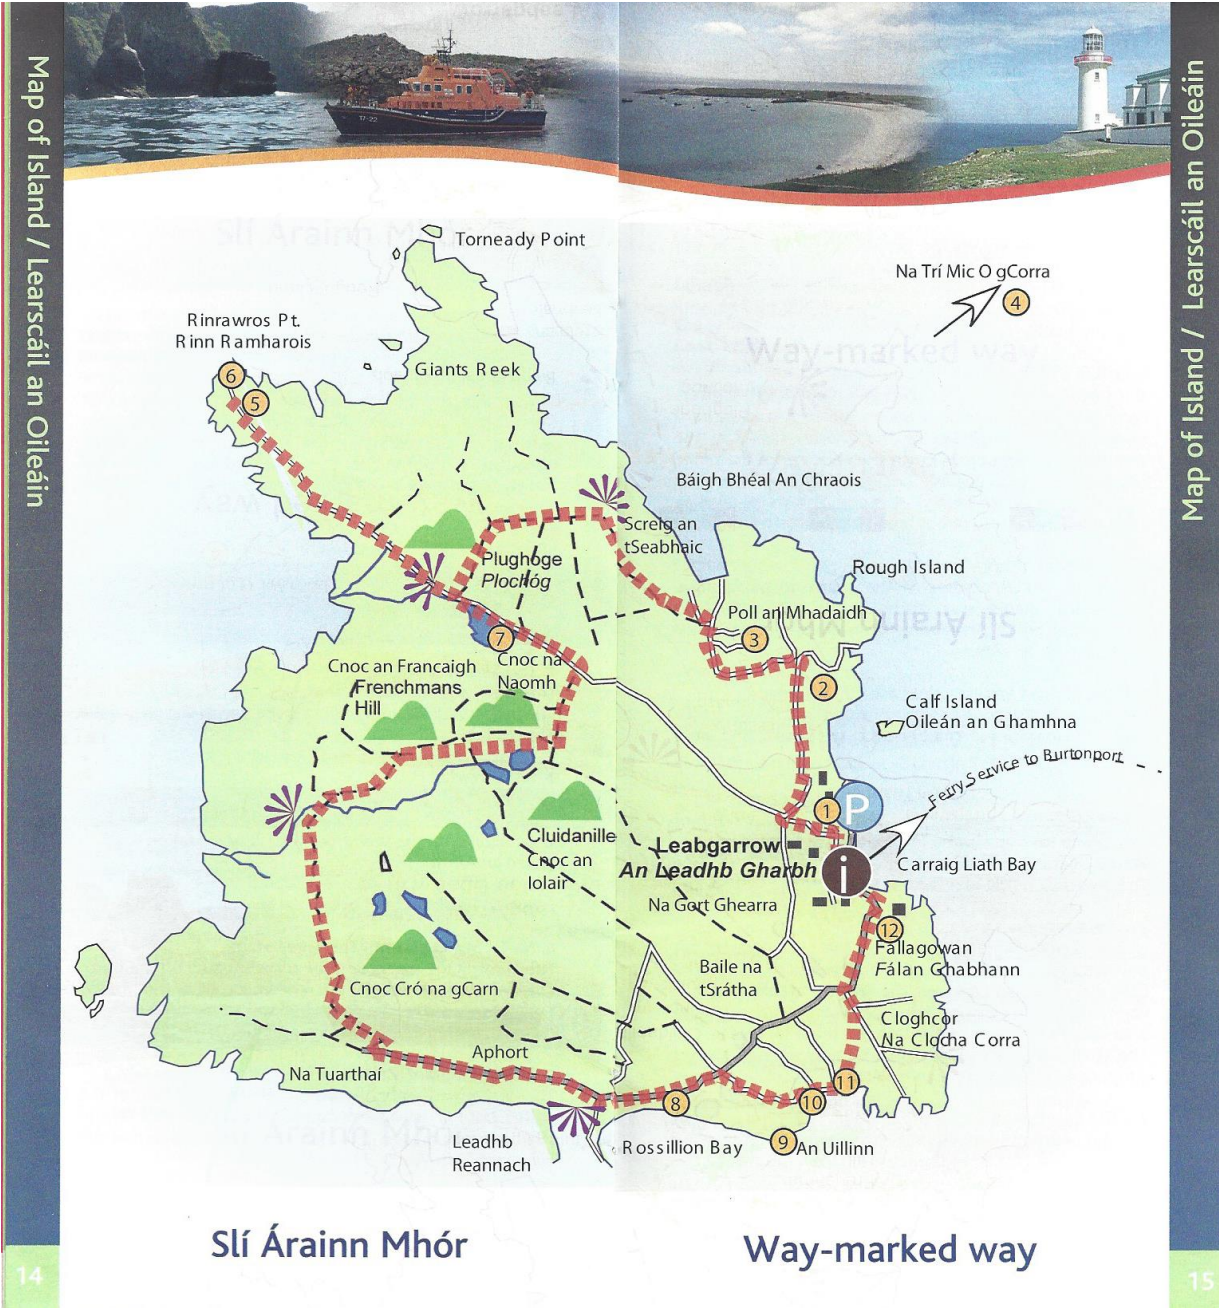 Map of Island / Learscáil an Oileáin
Map of Island / Learscáil an Oileáin
17-22
Torneady Point
Na Trí Mic O gCorra
4
Rinrawros Pt.
Rinn Ramharois
6
5
Giants Reek
Báigh Bhéal An Chraois
Screig an
tSeabhaic
Plughoge
Plochóg
Rough Island
Poll an Mhadaidh
3
7
Cnoc na
Naomh
Cnoc an Francaigh
Frenchmans
Hill
2
Calf Island
Oileán an Ghamhna
Ferry Service to Burtonport
1
P
Cluidanille
Cnoc an
Iolair
Leabgarrow
An Leadhb Gharbh
i
Carraig Liath Bay
Na Gort Ghearra
12
Fallagowan
Fálan Ghabhann
Baile na
tSrátha
Cnoc Cró na gCarn
Cloghcor
Na Clocha Corra
Aphort
Na Tuarthaí
11
10
8
9
An Uillinn
Leadhb
Reannach
Rossillion Bay
Slí Árainn Mhór
Way-marked way
14
15